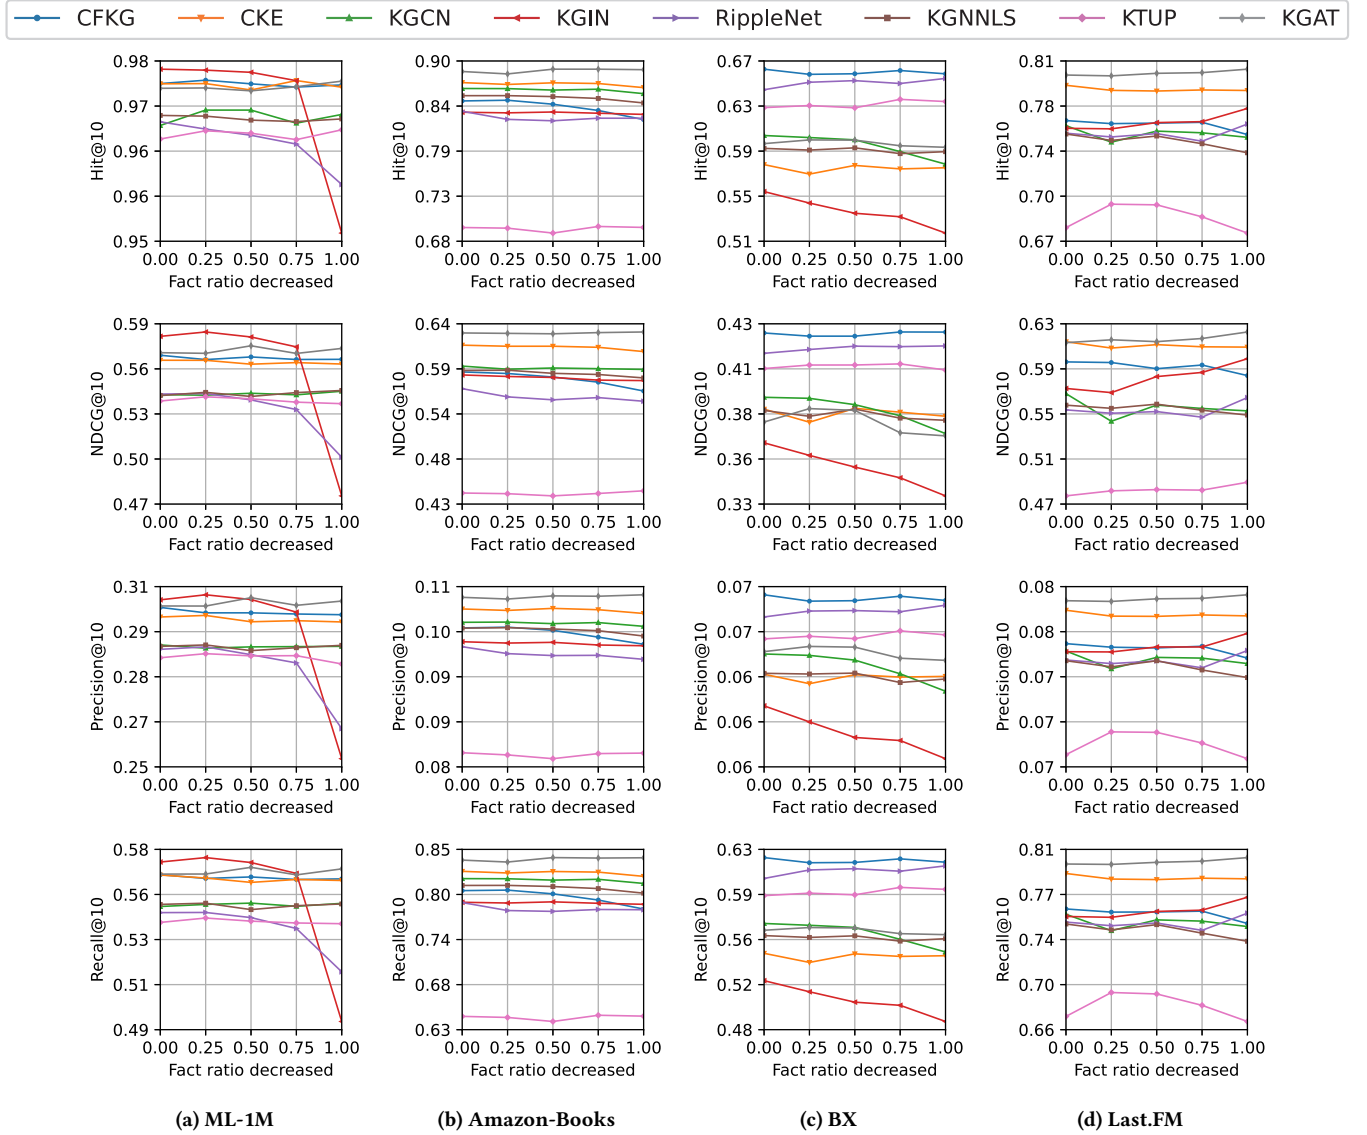 CFKG CKE KGCN KGIN RippleNet KGNNLS KTUP KGAT
0.98 0.97 0.96 0.96 0.95
Hit@10
0.00 0.25 0.50 0.75 1.00
Fact ratio decreased
0.90 0.84 0.79 0.73 0.68
Hit@10
0.00 0.25 0.50 0.75 1.00
Fact ratio decreased
0.67 0.63 0.59 0.55 0.51
Hit@10
0.00 0.25 0.50 0.75 1.00
Fact ratio decreased
0.81 0.78 0.74 0.70 0.67
Hit@10
0.00 0.25 0.50 0.75 1.00
Fact ratio decreased
0.59 0.56 0.53 0.50 0.47
NDCG@10
0.00 0.25 0.50 0.75 1.00
Fact ratio decreased
0.64 0.59 0.54 0.48 0.43
NDCG@10
0.00 0.25 0.50 0.75 1.00
Fact ratio decreased
0.43 0.41 0.38 0.36 0.33
NDCG@10
0.00 0.25 0.50 0.75 1.00
Fact ratio decreased
0.63 0.59 0.55 0.51 0.47
NDCG@10
0.00 0.25 0.50 0.75 1.00
Fact ratio decreased
0.31 0.29 0.28 0.27 0.25
Precision@10
0.00 0.25 0.50 0.75 1.00
Fact ratio decreased
0.11 0.10 0.09 0.09 0.08
Precision@10
0.00 0.25 0.50 0.75 1.00
Fact ratio decreased
0.07 0.07 0.06 0.06 0.06
Precision@10
0.00 0.25 0.50 0.75 1.00
Fact ratio decreased
0.08 0.08 0.07 0.07 0.07
Precision@10
0.00 0.25 0.50 0.75 1.00
Fact ratio decreased
0.58 0.56 0.53 0.51 0.49
Recall@10
0.00 0.25 0.50 0.75 1.00
Fact ratio decreased
0.85 0.80 0.74 0.68 0.63
Recall@10
0.00 0.25 0.50 0.75 1.00
Fact ratio decreased
0.63 0.59 0.56 0.52 0.48
Recall@10
0.00 0.25 0.50 0.75 1.00
Fact ratio decreased
0.81 0.77 0.74 0.70 0.66
Recall@10
0.00 0.25 0.50 0.75 1.00
Fact ratio decreased
(a) ML-1M
(b) Amazon-Books
(c) BX
(d) Last.FM